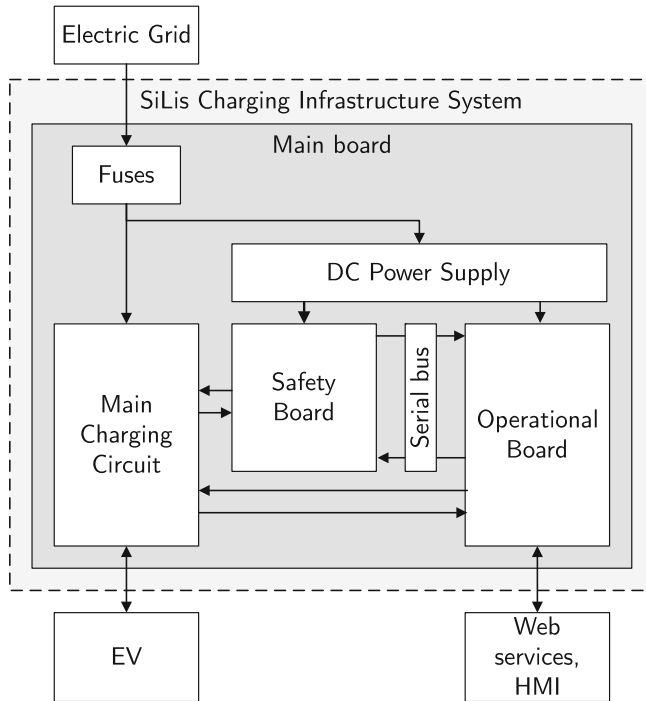 Electric Grid
SiLis Charging Infrastructure System
Main board
Fuses
DC Power Supply
Main
Charging
Circuit
Safety
Board
Serial bus
Operational
Board
EV
Web
services,
HMI